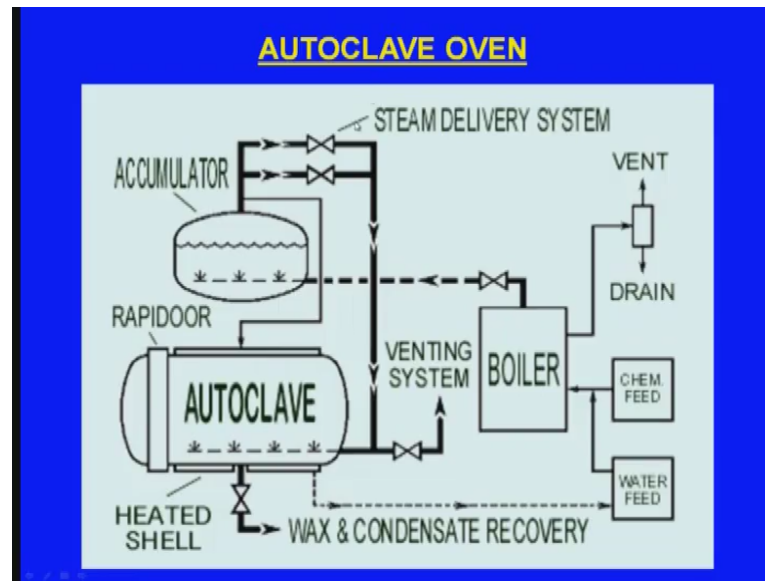 AUTOCLAVE OVEN
STEAM DELIVERY SYSTEM
ACCUMULATOR
VENT
DRAIN
RAPIDOOR
VENTING
SYSTEM
BOILER
CHEM.
FEED
AUTOCLAVE
WATER
FEED
HEATED
SHELL
WAX & CONDENSATE RECOVERY